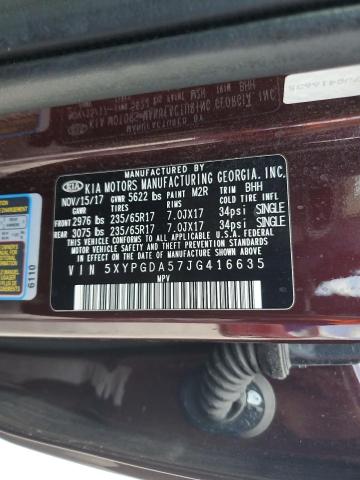 MANUFACTURED BY
KIA KIA MOTORS MANUFACTURING GEORGIA, INC.
NOV/15/17 GVWR 5622 lbs PAINT M2R TRIM BHH
GAWR TIRES RIMS
FRONT 2976 lbs 235/65R17 7.0JX17 34psi SINGLE
REAR 3075 lbs 235/65R17 7.0JX17 34psi SINGLE
THIS VEHICLE CONFORMS TO ALL APPLICABLE FEDERAL
MOTOR VEHICLE SAFETY, BUMPER, AND THEFT PREVENTION
STANDARDS IN EFFECT ON THE DATE OF MANUFACTURE
SHOWN ABOVE.
VIN 5XYPGDA57JG416635
MPV
6110